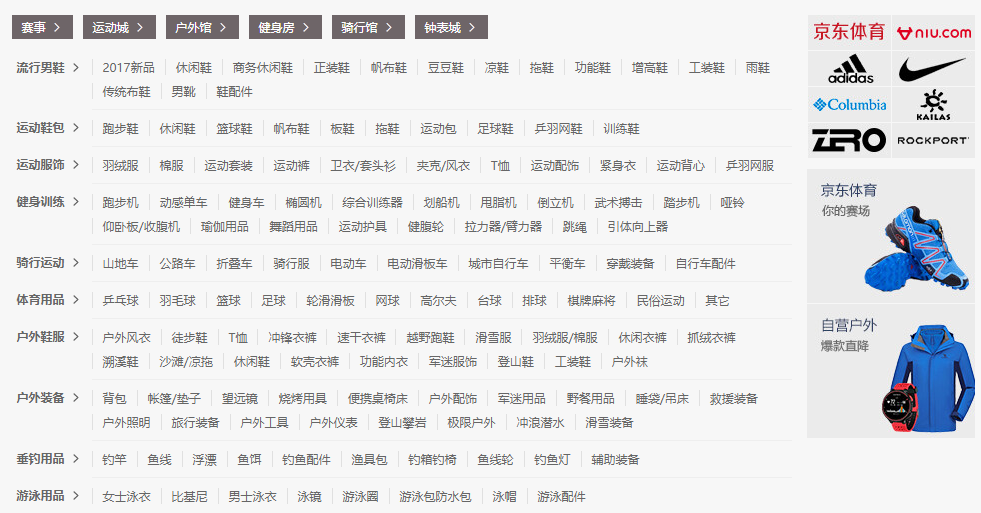 赛事 > 运动城 > 户外馆 > 健身房 > 骑行馆 > 钟表城 >
流行男鞋 > 2017新品 休闲鞋 商务休闲鞋 正装鞋 帆布鞋 豆豆鞋 凉鞋 拖鞋 功能鞋 增高鞋 工装鞋 雨鞋
传统布鞋 男靴 鞋配件
运动鞋包 > 跑步鞋 休闲鞋 篮球鞋 帆布鞋 板鞋 拖鞋 运动包 足球鞋 乒羽网鞋 训练鞋
运动服饰 > 羽绒服 棉服 运动套装 运动裤 卫衣/套头衫 夹克/风衣 T恤 运动配饰 紧身衣 运动背心 乒羽网服
健身训练 > 跑步机 动感单车 健身车 椭圆机 综合训练器 划船机 甩脂机 倒立机 武术搏击 踏步机 哑铃
仰卧板/收腹机 瑜伽用品 舞蹈用品 运动护具 健腹轮 拉力器/臂力器 跳绳 引体向上器
骑行运动 > 山地车 公路车 折叠车 骑行服 电动车 电动滑板车 城市自行车 平衡车 穿戴装备 自行车配件
体育用品 > 乒乓球 羽毛球 篮球 足球 轮滑滑板 网球 高尔夫 台球 排球 棋牌麻将 民俗运动 其它
户外鞋服 > 户外风衣 徒步鞋 T恤 冲锋衣裤 速干衣裤 越野跑鞋 滑雪服 羽绒服/棉服 休闲衣裤 抓绒衣裤
溯溪鞋 沙滩/凉拖 休闲鞋 软壳衣裤 功能内衣 军迷服饰 登山鞋 工装鞋 户外袜
户外装备 > 背包 帐篷/垫子 望远镜 烧烤用具 便携桌椅床 户外配饰 军迷用品 野餐用品 睡袋/吊床 救援装备
户外照明 旅行装备 户外工具 户外仪表 登山攀岩 极限户外 冲浪潜水 滑雪装备
垂钓用品 > 钓竿 鱼线 浮漂 鱼饵 钓鱼配件 渔具包 钓箱钓椅 鱼线轮 钓鱼灯 辅助装备
游泳用品 > 女士泳衣 比基尼 男士泳衣 泳镜 游泳圈 游泳包防水包 泳帽 游泳配件
京东体育 niu.com
adidas
Columbia KAILAS
ZERO ROCKPORT
京东体育
你的赛场
自营户外
爆款直降